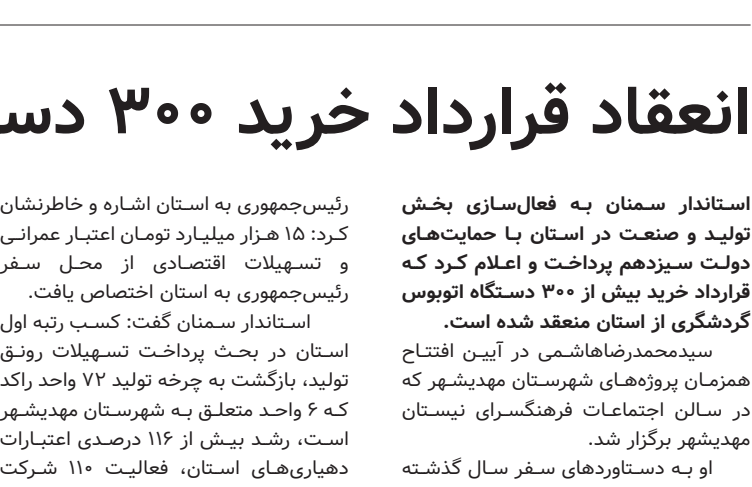 انعقاد قرارداد خرید ۳۰۰
استاندار سمنان به فعال‌سازی بخش
تولید و صنعت در استان با حمایت‌های
دولت سیزدهم پرداخت و اعلام کرد که
قرارداد خرید بیش از ۳۰۰ دستگاه اتوبوس
گردشگری از استان منعقد شده است.
سیدمحمدرضاهاشمی در آیین افتتاح
همزمان پروژه‌های شهرستان مهدیشهر که
در سالن اجتماعات فرهنگسرای نیستان
مهدیشهر برگزار شد.
او به دستاوردهای سفر سال گذشته
رئیس‌جمهوری به استان اشاره و خاطرنشان
کرد: ۱۵ هزار میلیارد تومان اعتبار عمرانی
و تسهیلات اقتصادی از محل سفر
رئیس‌جمهوری به استان اختصاص یافت.
استاندار سمنان گفت: کسب رتبه اول
استان در بحث پرداخت تسهیلات رونق
تولید، بازگشت به چرخه تولید ۷۲ واحد راکد
که ۶ واحد متعلق به شهرستان مهدیشهر
است، رشد بیش از ۱۱۶ درصدی اعتبارات
دهیاری‌های استان، فعالیت ۱۱۰ شرکت